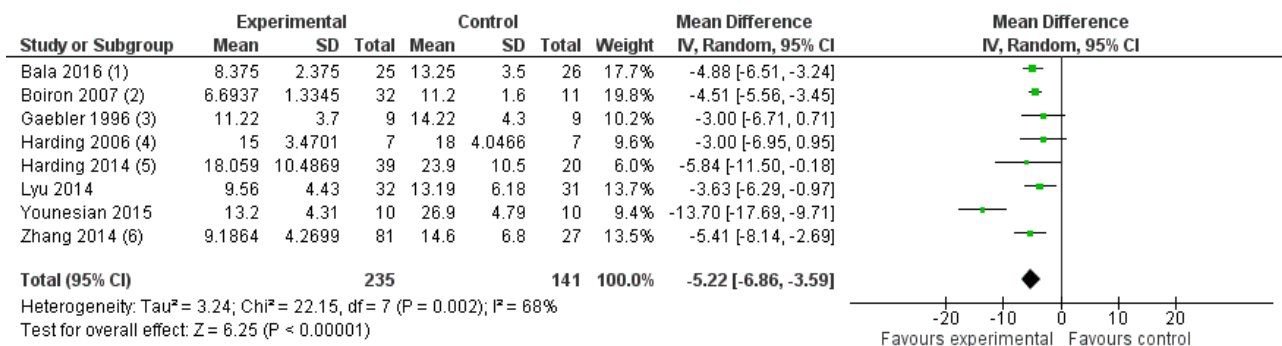 Experimental Control Mean Difference Mean Difference
Study or Subgroup Mean SD Total Mean SD Total Weight IV, Random, 95% CI IV, Random, 95% CI
Bala 2016 (1) 8.375 2.375 25 13.25 3.5 26 17.7% -4.88 [-6.51, -3.24]
Boiron 2007 (2) 6.6937 1.3345 32 11.2 1.6 11 19.8% -4.51 [-5.56, -3.45]
Gaebler 1996 (3) 11.22 3.7 9 14.22 4.3 9 10.2% -3.00 [-6.71, 0.71]
Harding 2006 (4) 15 3.4701 7 18 4.0466 7 9.6% -3.00 [-6.95, 0.95]
Harding 2014 (5) 18.059 10.4869 39 23.9 10.5 20 6.0% -5.84 [-11.50, -0.18]
Lyu 2014 9.56 4.43 32 13.19 6.18 31 13.7% -3.63 [-6.29, -0.97]
Younesian 2015 13.2 4.31 10 26.9 4.79 10 9.4% -13.70 [-17.69, -9.71]
Zhang 2014 (6) 9.1864 4.2699 81 14.6 6.8 27 13.5% -5.41 [-8.14, -2.69]
Total (95% CI) 235 141 100.0% -5.22 [-6.86, -3.59]
Heterogeneity: Tau² = 3.24; Chi² = 22.15, df = 7 (P = 0.002); I² = 68%
Test for overall effect: Z = 6.25 (P < 0.00001)
-20 -10 0 10 20
Favours experimental Favours control